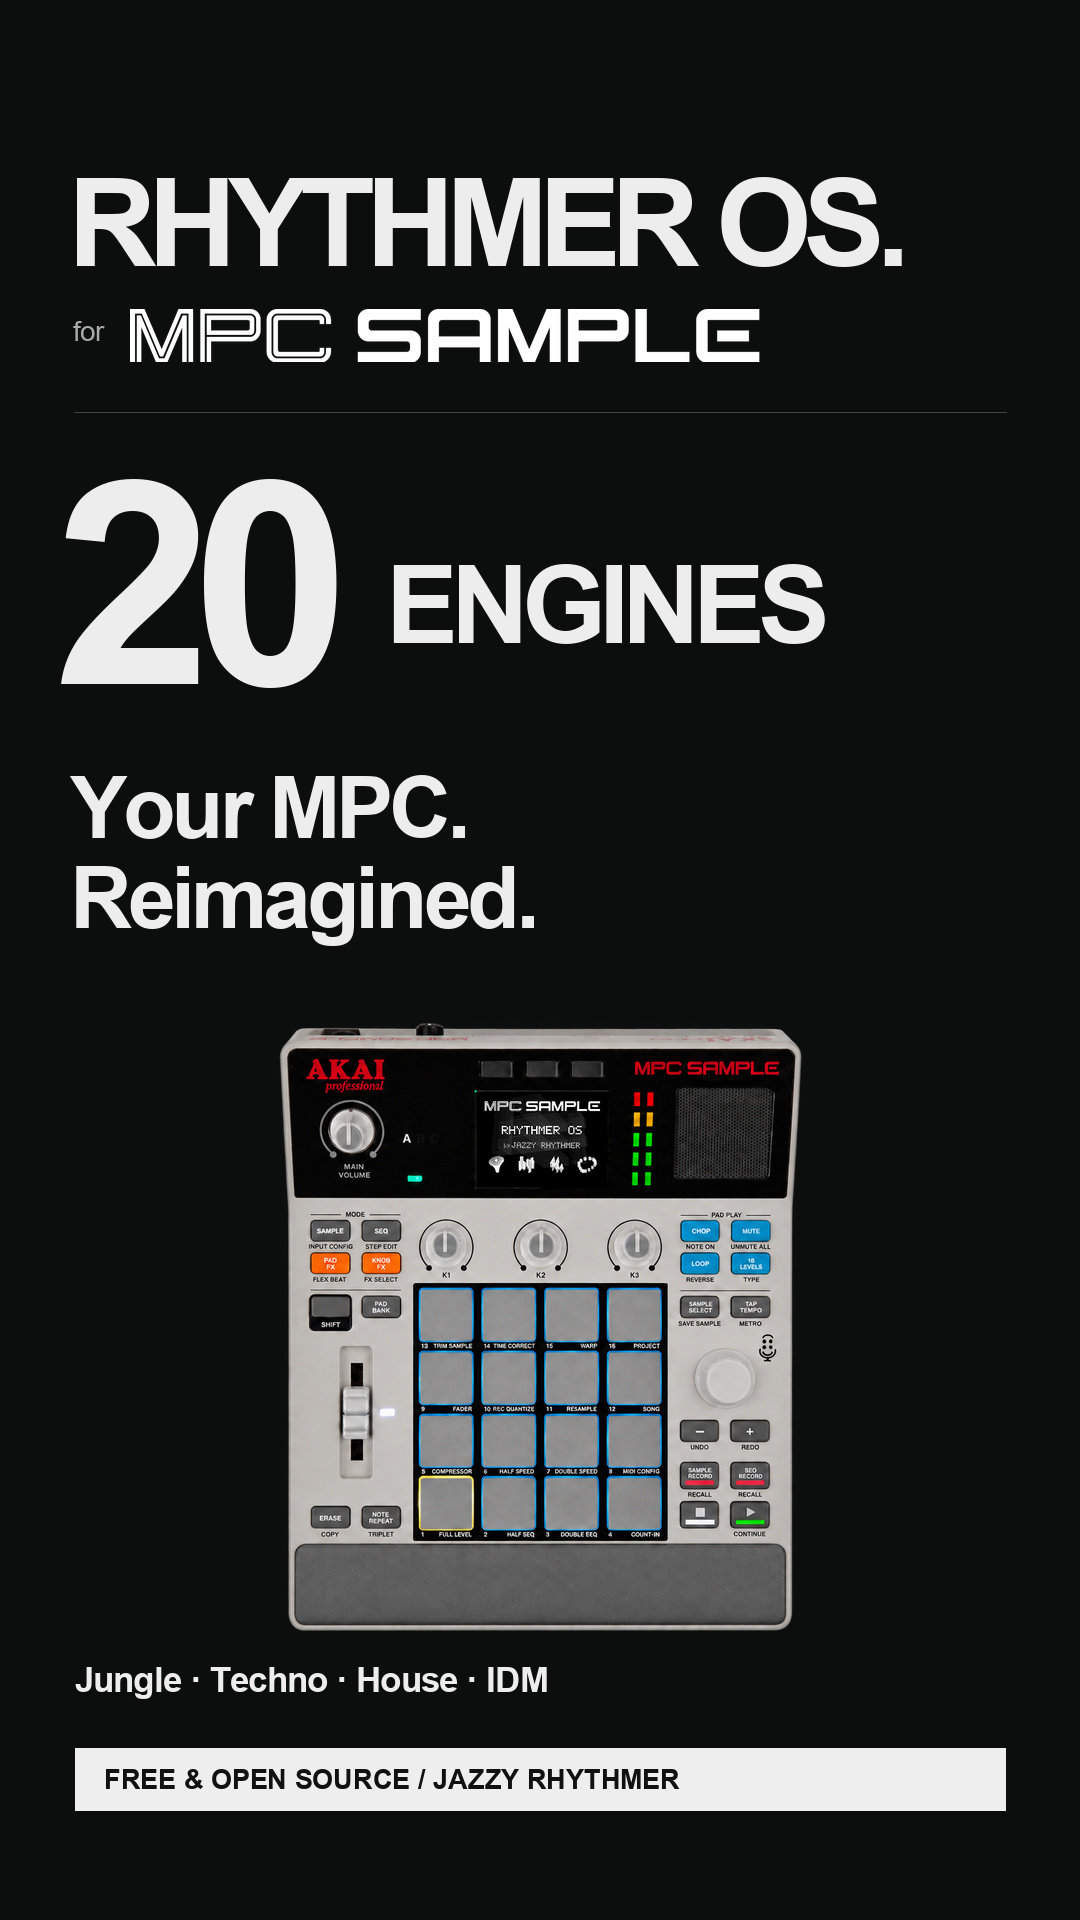 RHYTHMER OS.
for MPC SAMPLE
20 ENGINES
Your MPC.
Reimagined.
AKAI
professional
MPC SAMPLE
MPC SAMPLE
RHYTHMER OS
by JAZZY RHYTHMER
A B C
MAIN
VOLUME
MODE
SAMPLE SEQ
INPUT CONFIG STEP EDIT
PAD
FX
KNOB
FX
FLEX BEAT FX SELECT
SHIFT
PAD
BANK
K1 K2 K3
PAD PLAY
CHOP MUTE
NOTE ON UNMUTE ALL
LOOP
16
LEVELS
REVERSE TYPE
SAMPLE
SELECT
TAP
TEMPO
SAVE SAMPLE METRO
13 TRIM SAMPLE 14 TIME CORRECT 15 WARP 16 PROJECT
9 FADER 10 REC QUANTIZE 11 RESAMPLE 12 SONG
5 COMPRESSOR 6 HALF SPEED 7 DOUBLE SPEED 8 MIDI CONFIG
1 FULL LEVEL 2 HALF SEQ 3 DOUBLE EEQ 4 COUNT-IN
− +
UNDO REDO
SAMPLE
RECORD
SEQ
RECORD
RECALL RECALL
CONTINUE
ERASE
NOTE
REPEAT
COPY TRIPLET
Jungle · Techno · House · IDM
FREE & OPEN SOURCE / JAZZY RHYTHMER